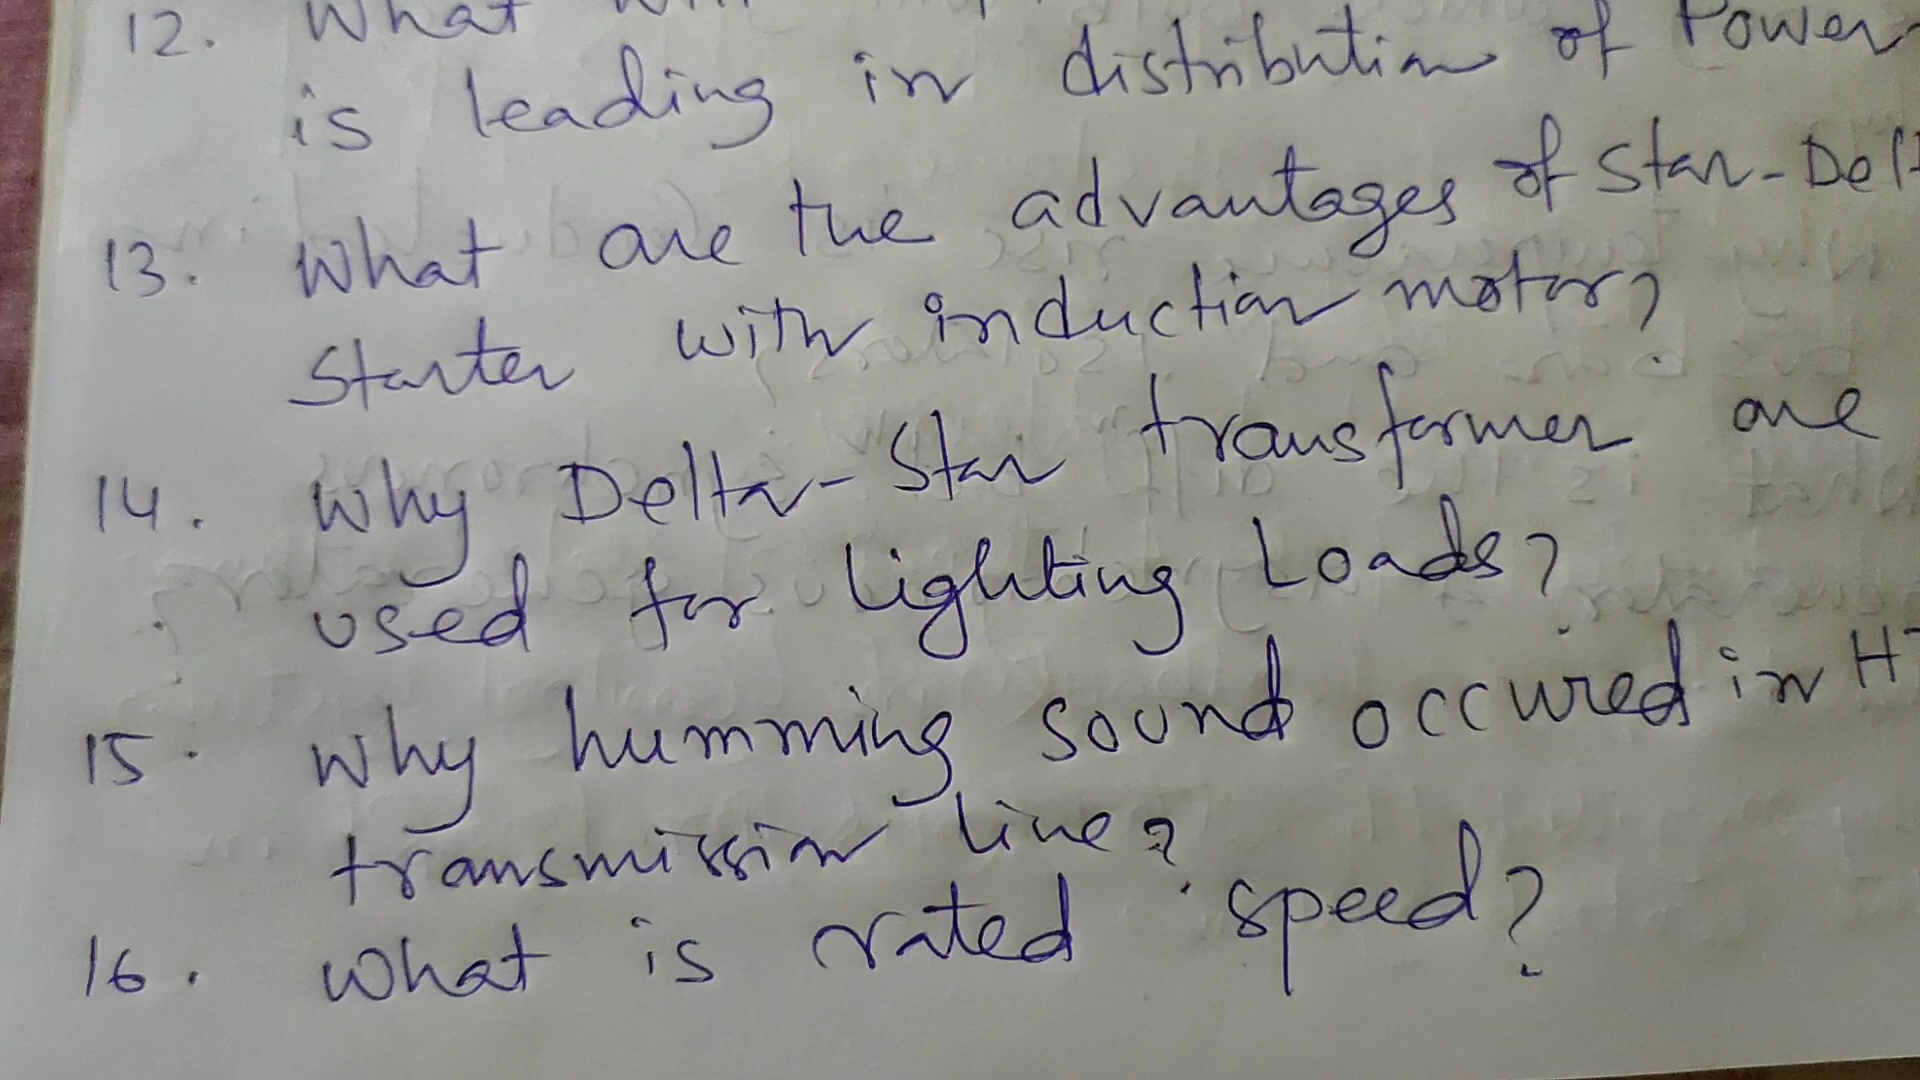 12. What
is leading in distribution of Power
13. What are the advantages of Star-Delt
Starter with induction motor?
14. Why Delta-Star transformer are
used for lighting Loads?
15. Why humming sound occured in HT
transmission line?
16. What is rated speed?